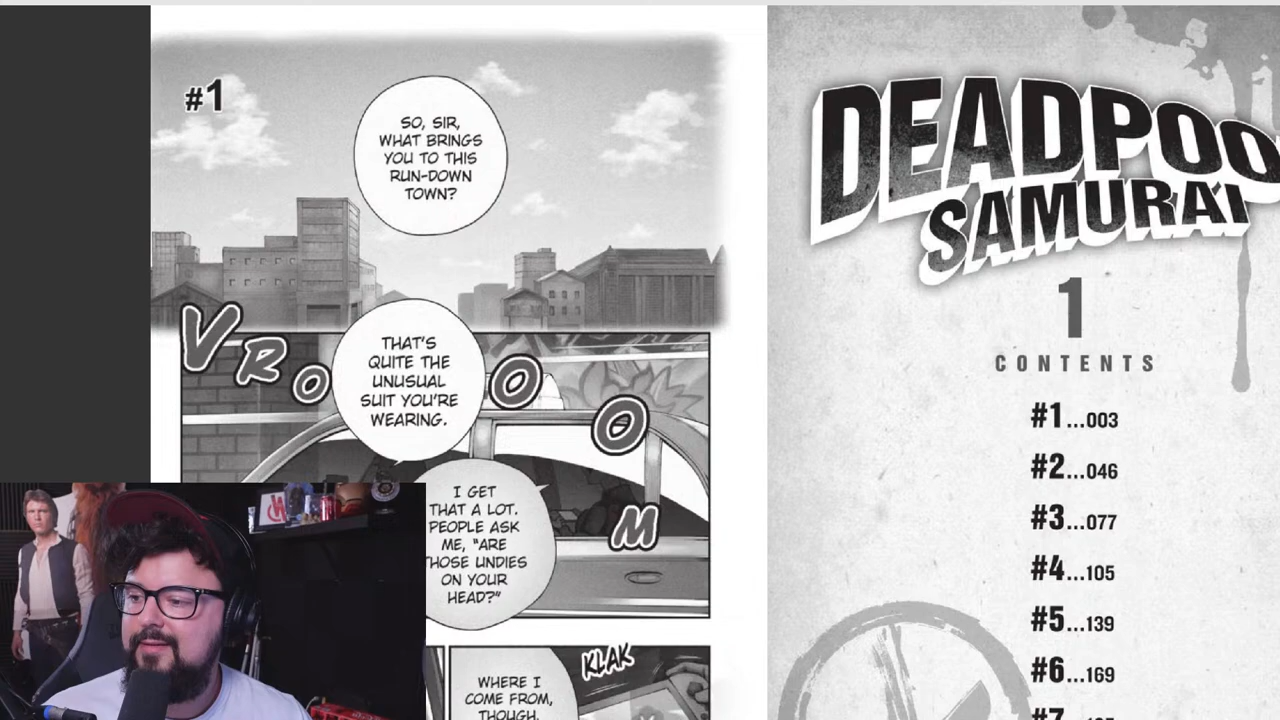 #1
SO, SIR,
WHAT BRINGS
YOU TO THIS
RUN-DOWN
TOWN?
VROOOM
THAT'S
QUITE THE
UNUSUAL
SUIT YOU'RE
WEARING.
I GET
THAT A LOT.
PEOPLE ASK
ME, "ARE
THOSE UNDIES
ON YOUR
HEAD?"
KLAK
WHERE I
COME FROM,
THOUGH,
DEADPOO
SAMURAI
1
CONTENTS
#1...003
#2...046
#3...077
#4...105
#5...139
#6...169